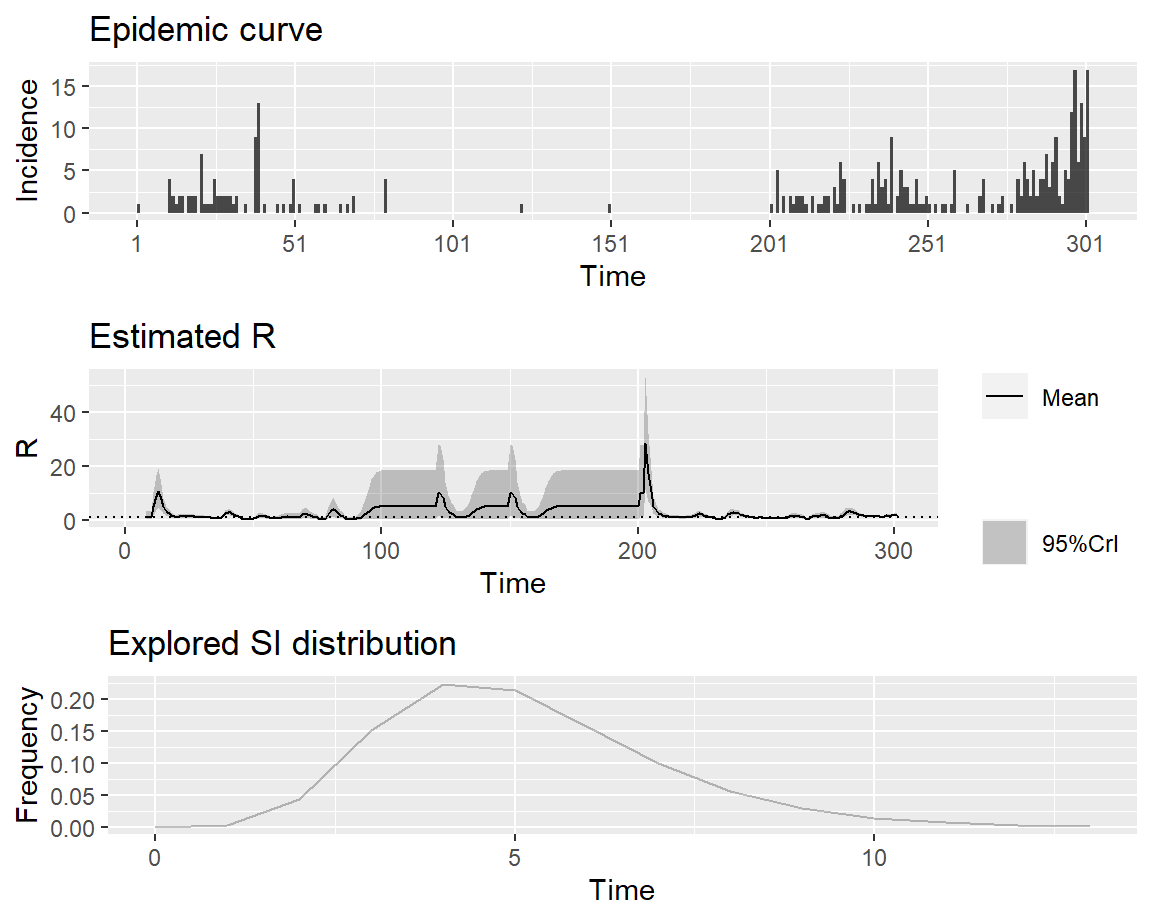 Epidemic curve
15
10
5
0
Incidence
1 51 101 151 201 251 301
Time
Estimated R
40
20
0
R
0 100 200 300
Time
Mean
95%CrI
Explored SI distribution
0.20
0.15
0.10
0.05
0.00
Frequency
0 5 10
Time